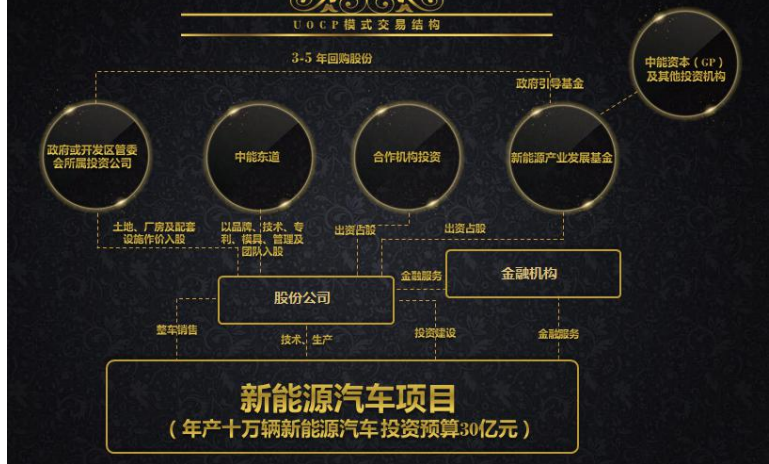 UOCP模式交易结构
3-5 年回购股份
政府引导基金
中能资本（GP）
及其他投资机构
政府或开发区管委
会所属投资公司
中能东道
合作机构投资
新能源产业发展基金
土地、厂房及配套
设施作价入股
以品牌、技术、专
利、模具、管理及
团队入股
出资占股
出资占股
金融服务
金融机构
股份公司
整车销售
技术、生产
投资建设
金融服务
新能源汽车项目
（年产十万辆新能源汽车 投资预算30亿元）